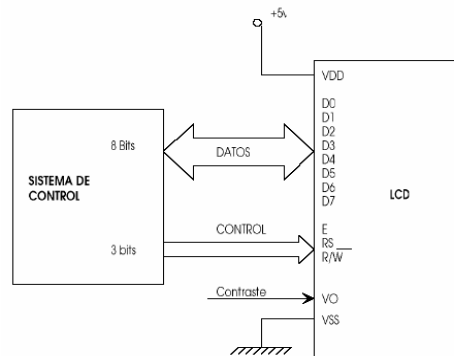 +5v
VDD
D0
D1
D2
D3
D4
D5
D6
D7
8 Bits
DATOS
SISTEMA DE
CONTROL
LCD
CONTROL
3 bits
E
RS
R/W
Contraste
VO
VSS